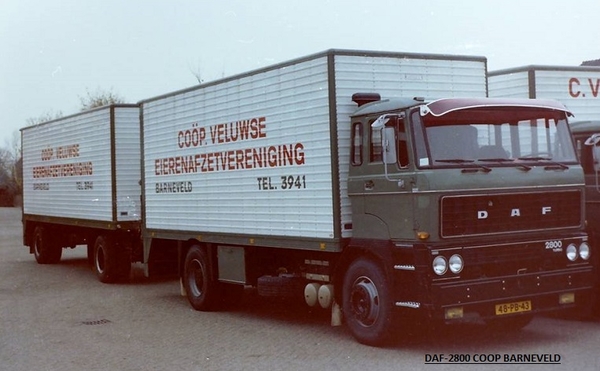 COÖP. VELUWSE
EIERENAFZETVERENIGING
BARNEVELD TEL. 3941
COÖP. VELUWSE
EIERENAFZETVERENIGING
BARNEVELD TEL. 3941
C.V
DAF
2800
48-PB-43
DAF-2800 COOP BARNEVELD